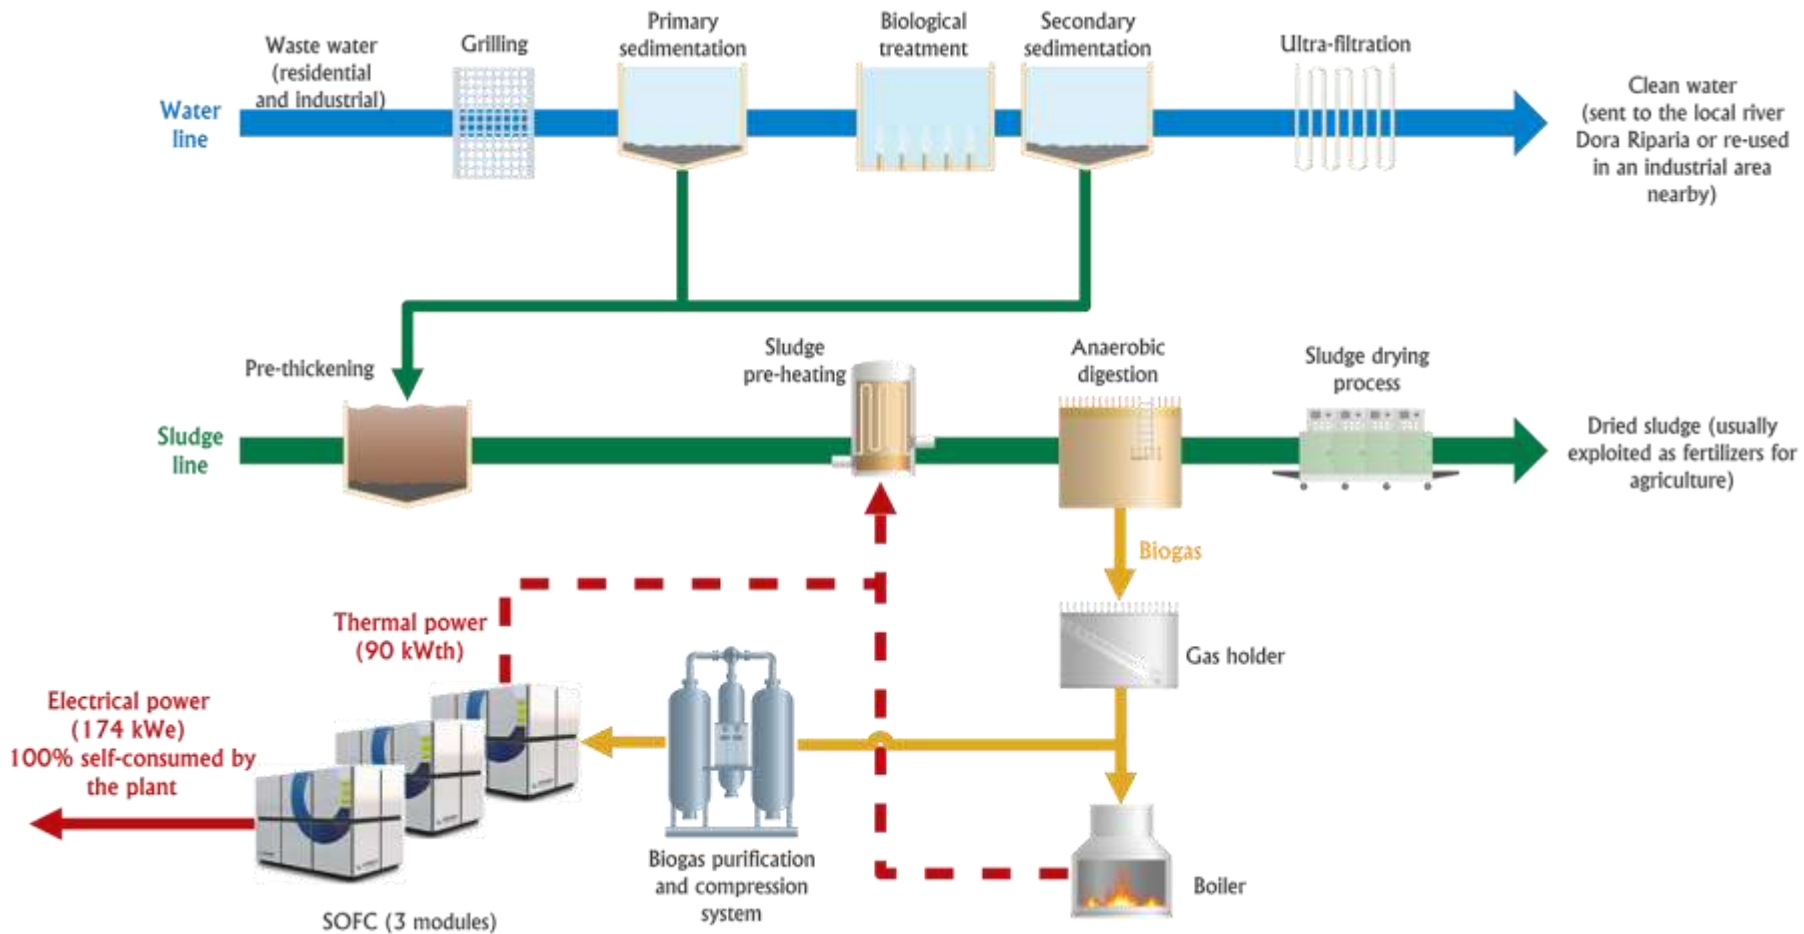 Waste water
(residential
and industrial)
Grilling
Primary
sedimentation
Biological
treatment
Secondary
sedimentation
Ultra-filtration
Water
line
Clean water
(sent to the local river
Dora Riparia or re-used
in an industrial area
nearby)
Pre-thickening
Sludge
pre-heating
Anaerobic
digestion
Sludge drying
process
Sludge
line
Dried sludge (usually
exploited as fertilizers for
agriculture)
Biogas
Thermal power
(90 kWth)
Gas holder
Electrical power
(174 kWe)
100% self-consumed by
the plant
Biogas purification
and compression
system
Boiler
SOFC (3 modules)